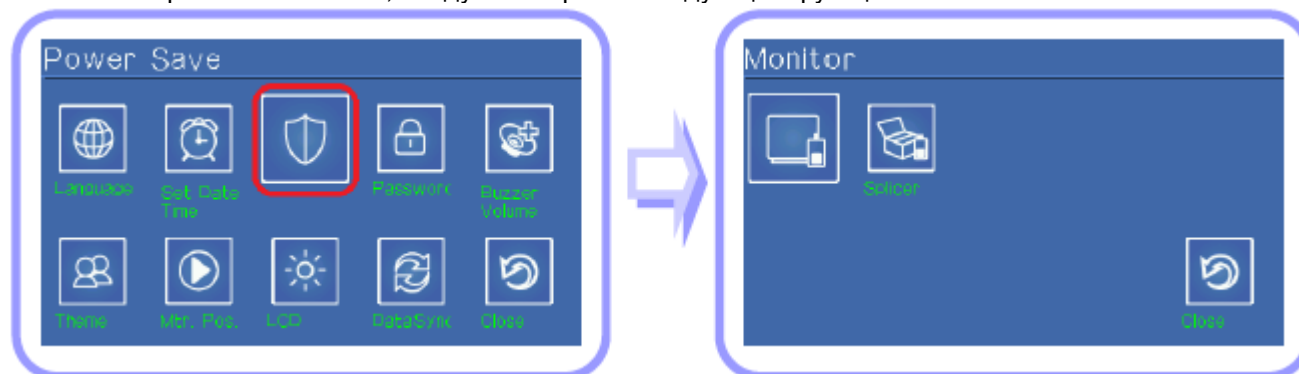 Power Save
Language
Set Date
Time
Password
Buzzer
Volume
Theme
Mtr. Pos.
LCD
DataSync
Close
Monitor
Splicer
Close